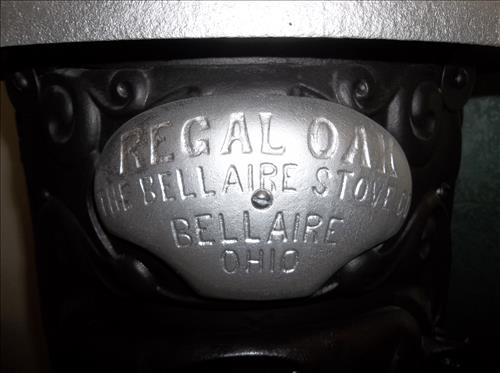 REGAL OAK
THE BELLAIRE STOVE CO
BELLAIRE
OHIO